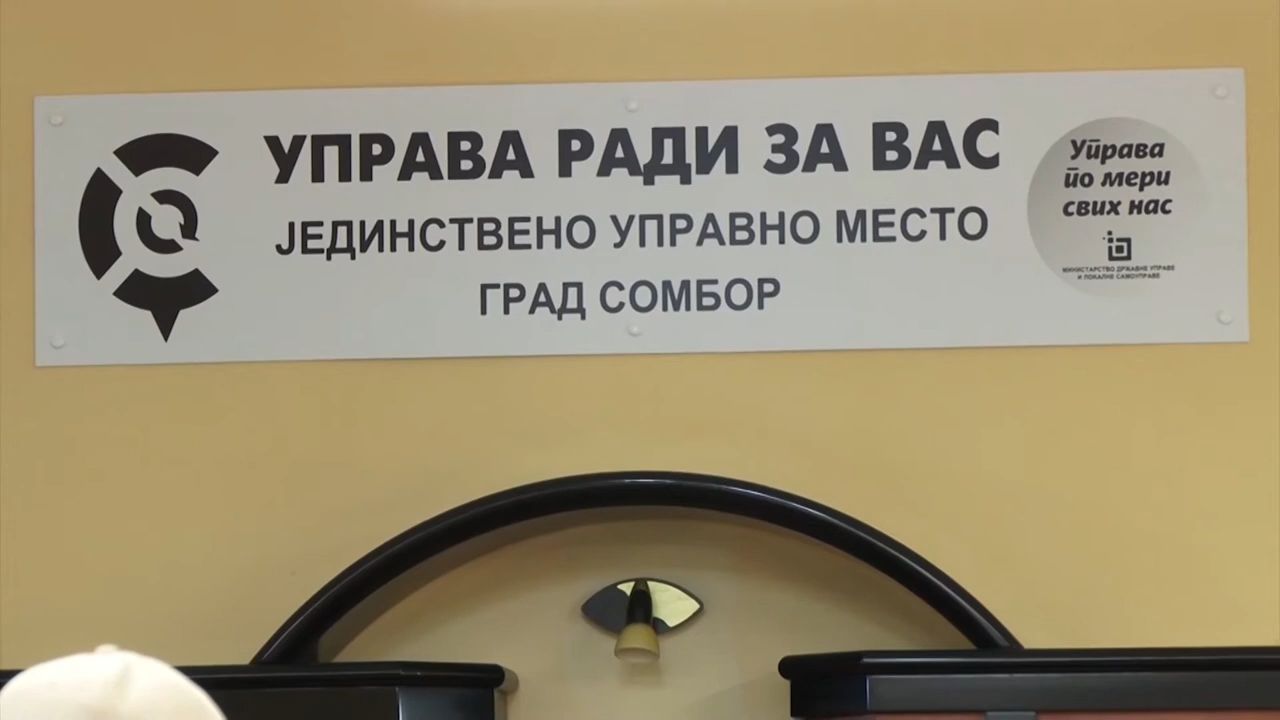 УПРАВА РАДИ ЗА ВАС
ЈЕДИНСТВЕНО УПРАВНО МЕСТО
ГРАД СОМБОР
Управа
по мери
свих нас
МИНИСТАРСТВО ДРЖАВНЕ УПРАВЕ
И ЛОКАЛНЕ САМОУПРАВЕ